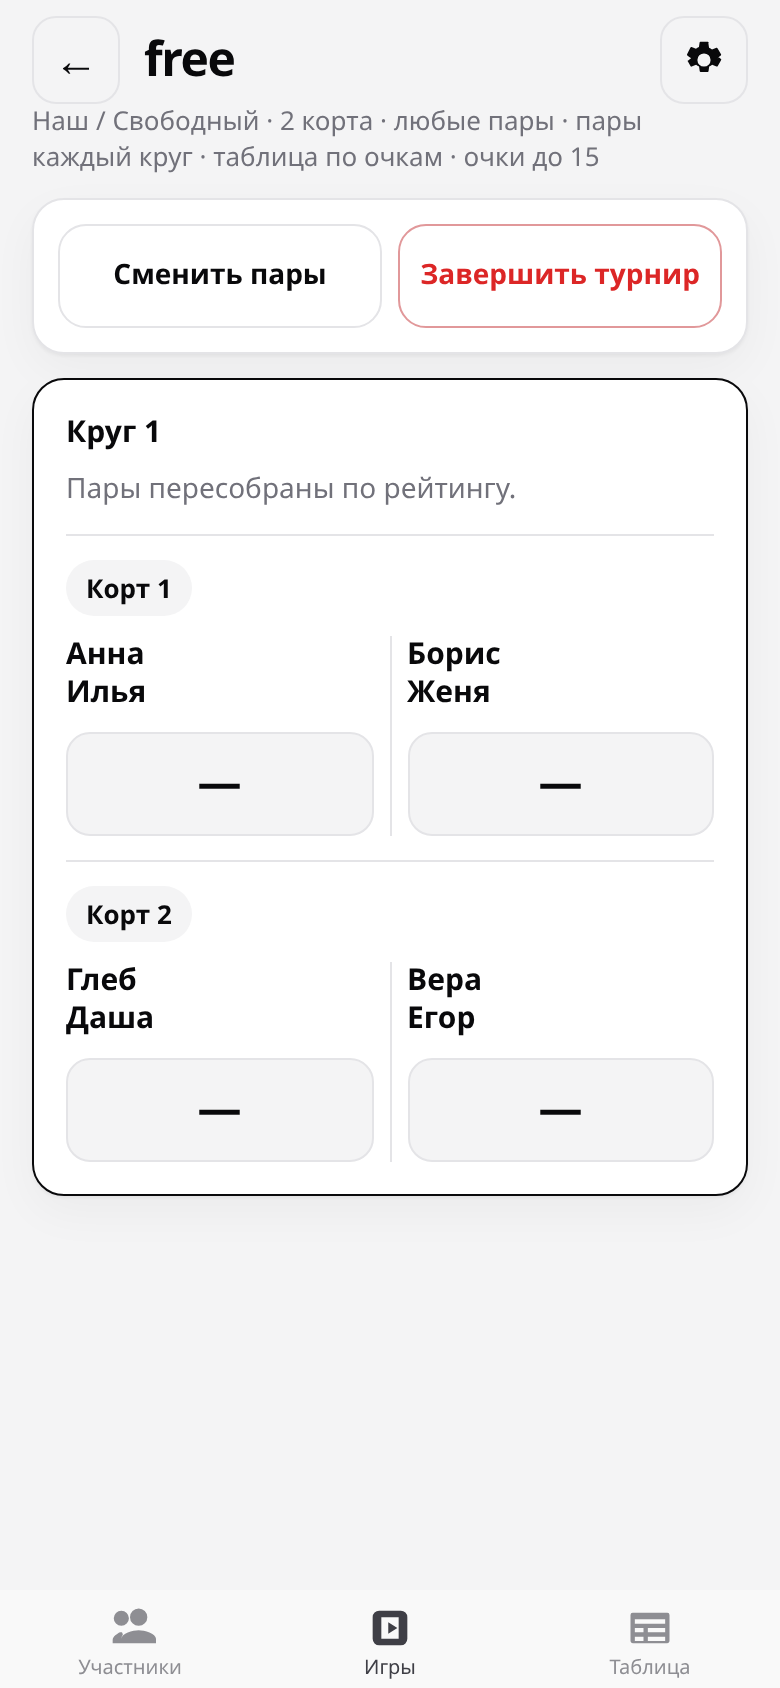 ←
free
Наш / Свободный · 2 корта · любые пары · пары
каждый круг · таблица по очкам · очки до 15
Сменить пары
Завершить турнир
Круг 1
Пары пересобраны по рейтингу.
Корт 1
Анна
Илья
Борис
Женя
—
—
Корт 2
Глеб
Даша
Вера
Егор
—
—
Участники
Игры
Таблица